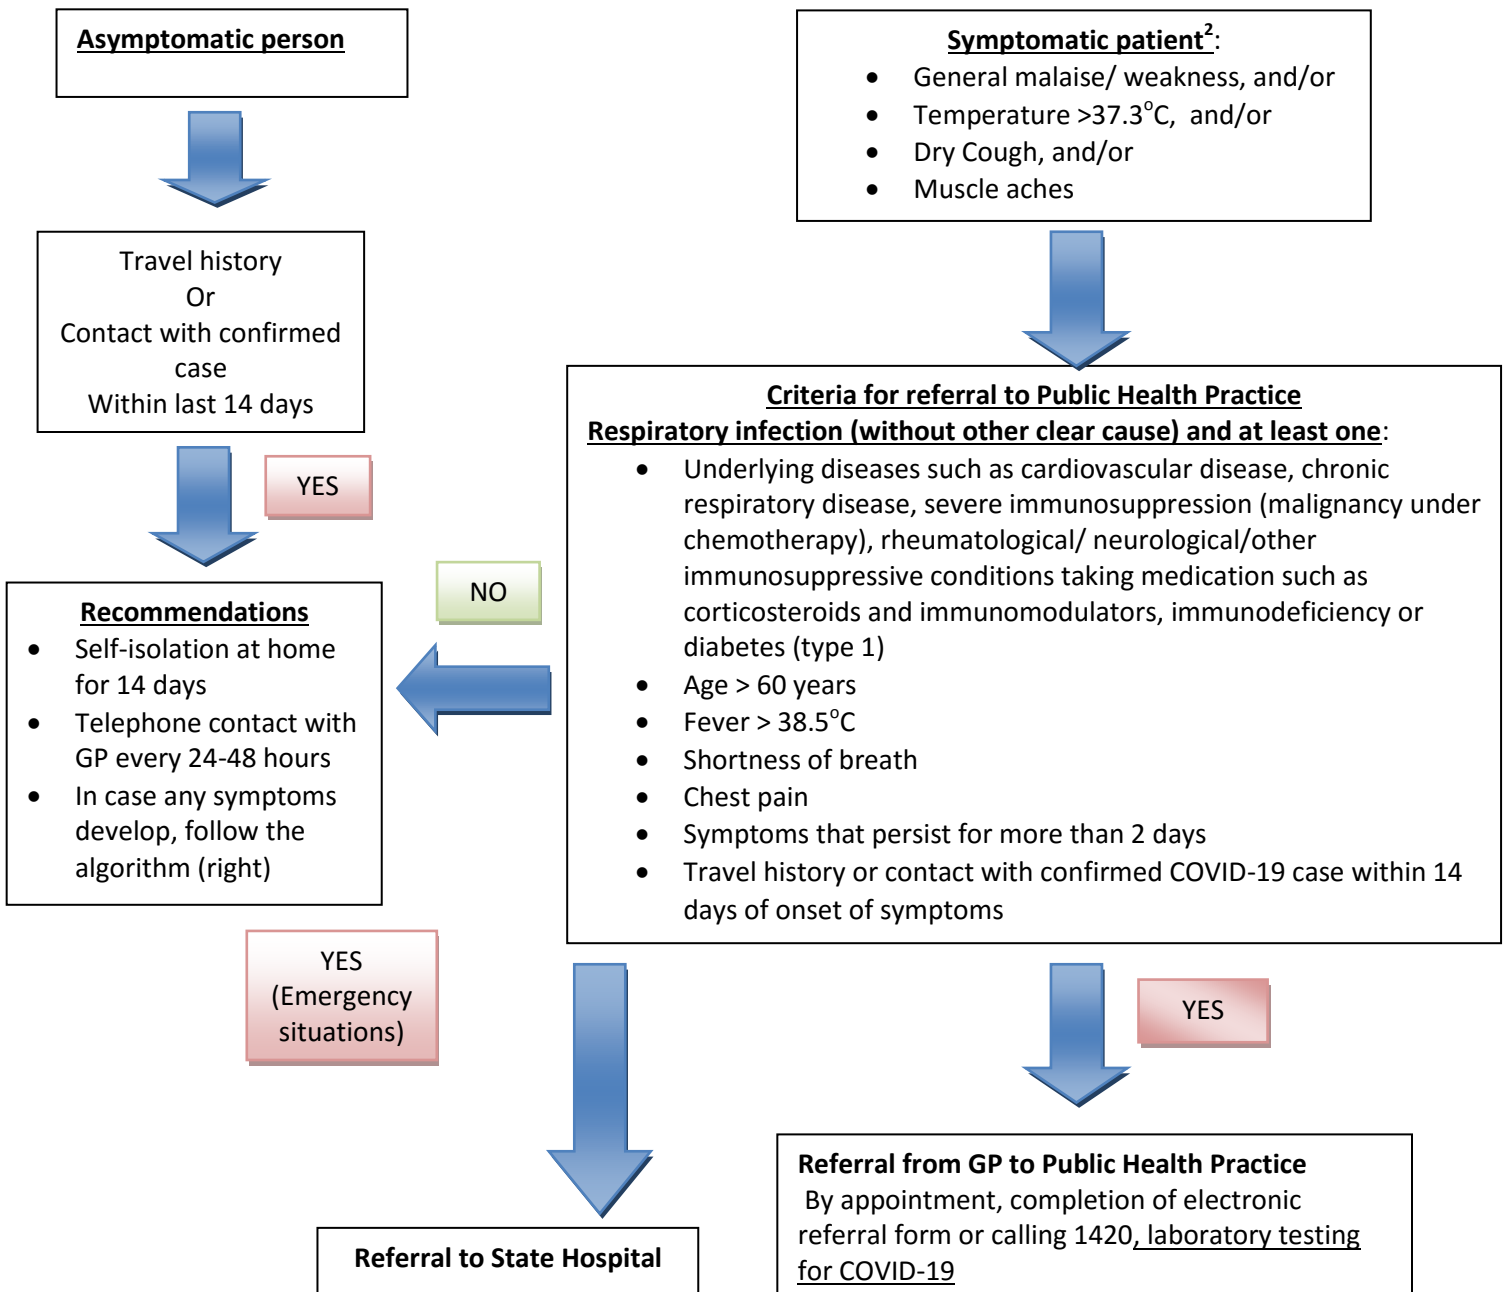 Asymptomatic person
Symptomatic patient²:
• General malaise/ weakness, and/or
• Temperature >37.3°C, and/or
• Dry Cough, and/or
• Muscle aches
Travel history
Or
Contact with confirmed
case
Within last 14 days
YES
Criteria for referral to Public Health Practice
Respiratory infection (without other clear cause) and at least one:
• Underlying diseases such as cardiovascular disease, chronic
respiratory disease, severe immunosuppression (malignancy under
chemotherapy), rheumatological/ neurological/other
immunosuppressive conditions taking medication such as
corticosteroids and immunomodulators, immunodeficiency or
diabetes (type 1)
• Age > 60 years
• Fever > 38.5°C
• Shortness of breath
• Chest pain
• Symptoms that persist for more than 2 days
• Travel history or contact with confirmed COVID-19 case within 14
days of onset of symptoms
NO
Recommendations
• Self-isolation at home
for 14 days
• Telephone contact with
GP every 24-48 hours
• In case any symptoms
develop, follow the
algorithm (right)
YES
(Emergency
situations)
YES
Referral to State Hospital
Referral from GP to Public Health Practice
By appointment, completion of electronic
referral form or calling 1420, laboratory testing
for COVID-19